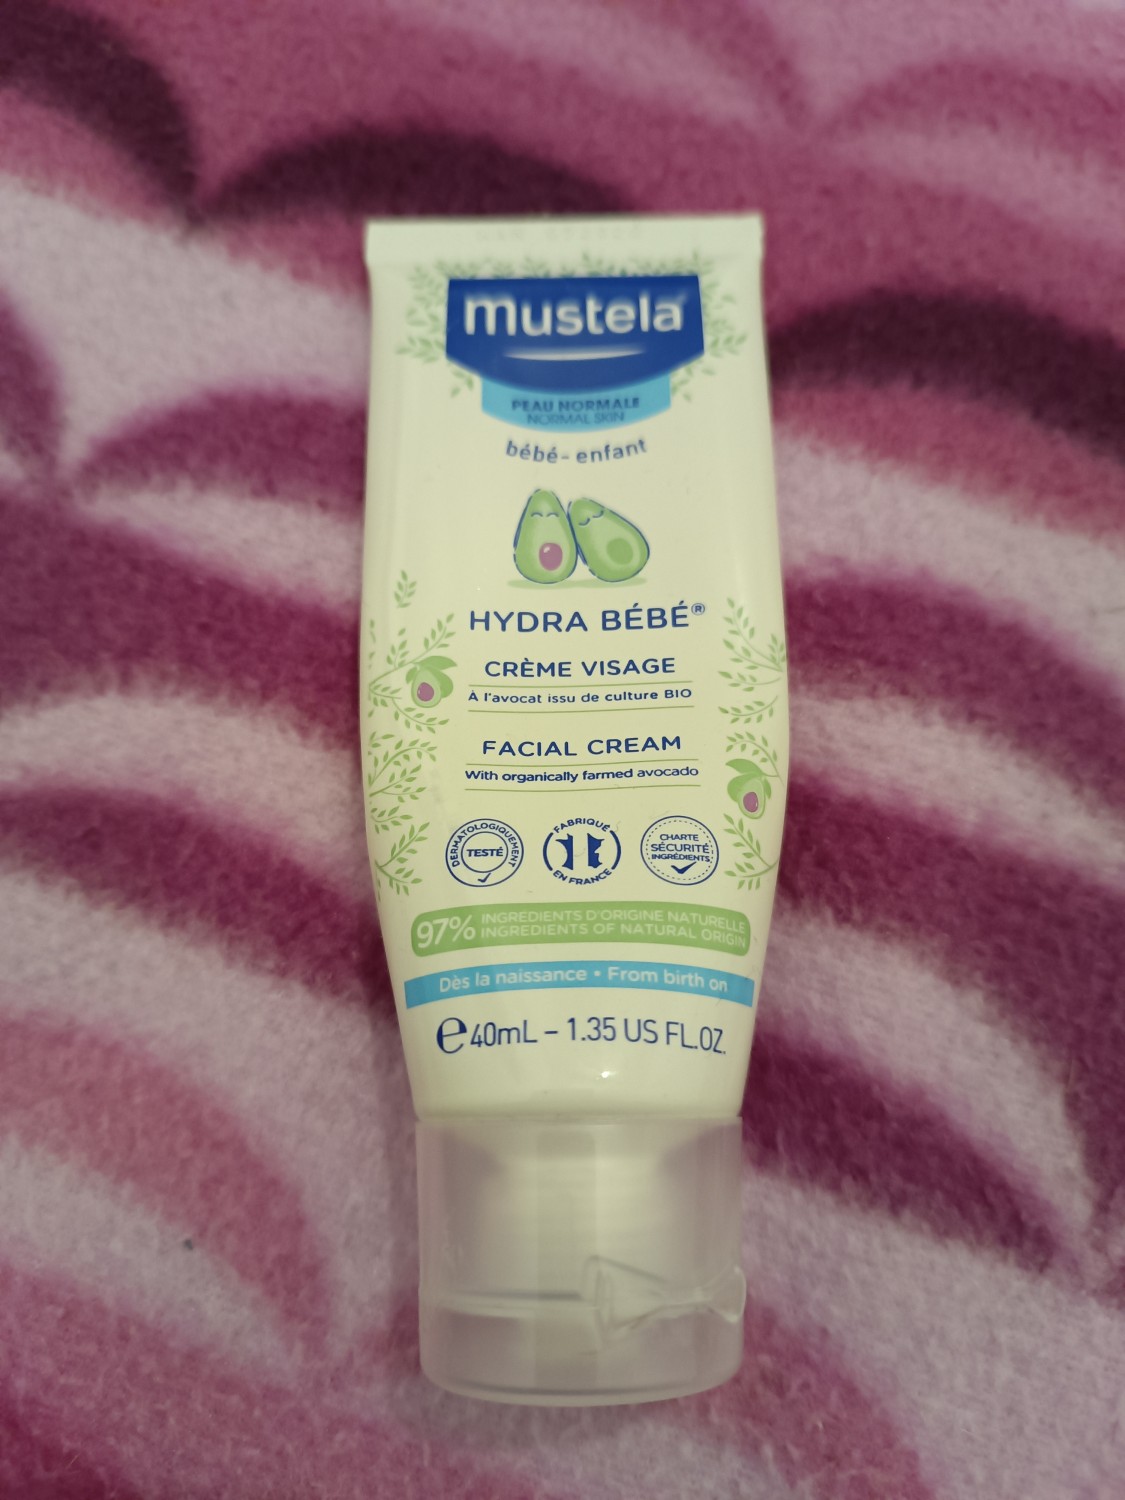 mustela
PEAU NORMALE
NORMAL SKIN
bébé- enfant
HYDRA BÉBÉ®
CRÈME VISAGE
À l'avocat issu de culture BIO
FACIAL CREAM
With organically farmed avocado
DERMATOLOGIQUEMENT
TESTÉ
FABRIQUÉ
EN FRANCE
CHARTE
SÉCURITÉ
INGRÉDIENTS
97% INGRÉDIENTS D'ORIGINE NATURELLE
INGREDIENTS OF NATURAL ORIGIN
Dès la naissance • From birth on
℮ 40mL – 1.35 US FL.OZ.